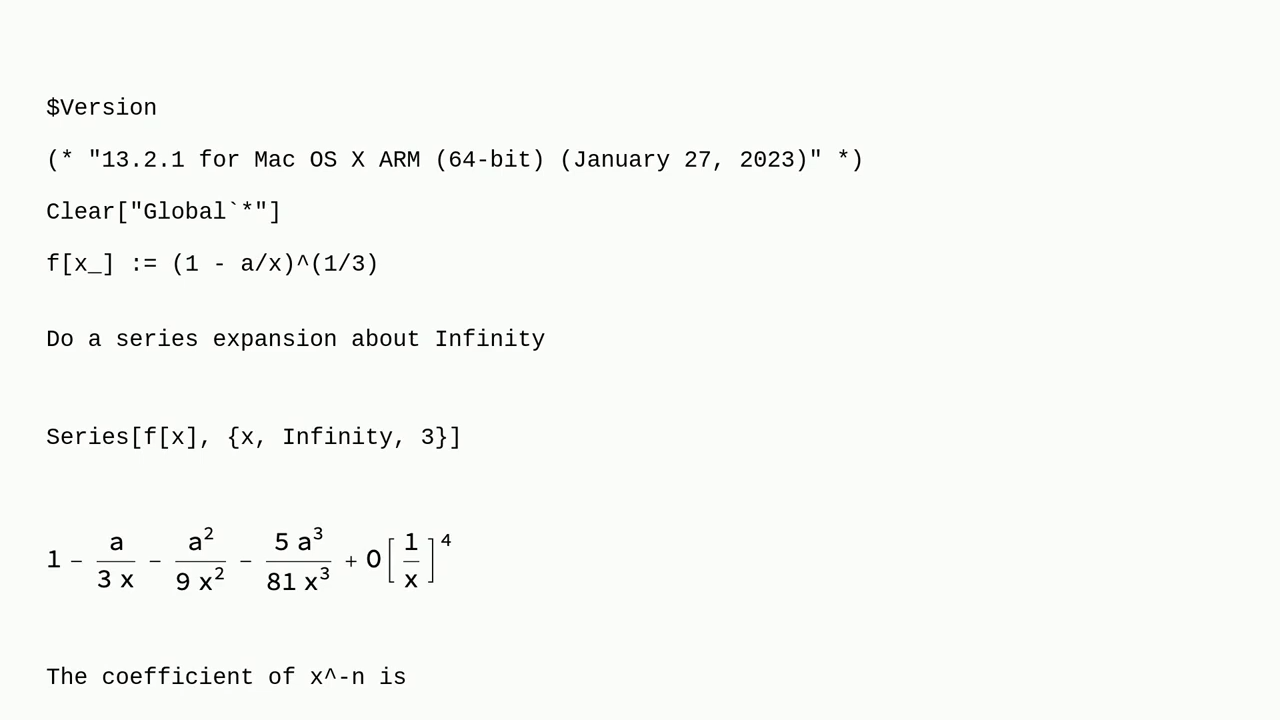 $Version
(* "13.2.1 for Mac OS X ARM (64-bit) (January 27, 2023)" *)
Clear["Global`*"]
f[x_] := (1 - a/x)^(1/3)
Do a series expansion about Infinity
Series[f[x], {x, Infinity, 3}]
1 - a/(3 x) - a^2/(9 x^2) - (5 a^3)/(81 x^3) + O[1/x]^4
The coefficient of x^-n is